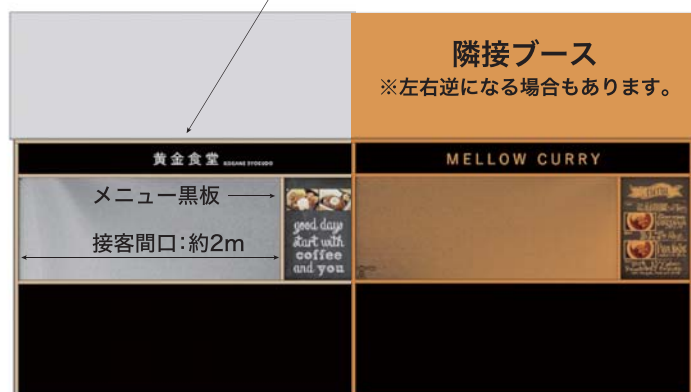 隣接ブース
※左右逆になる場合もあります。
黄金食堂 KOGANE SYOKUDO
MELLOW CURRY
メニュー黒板
接客間口：約2m
good days
start with
coffee
and you